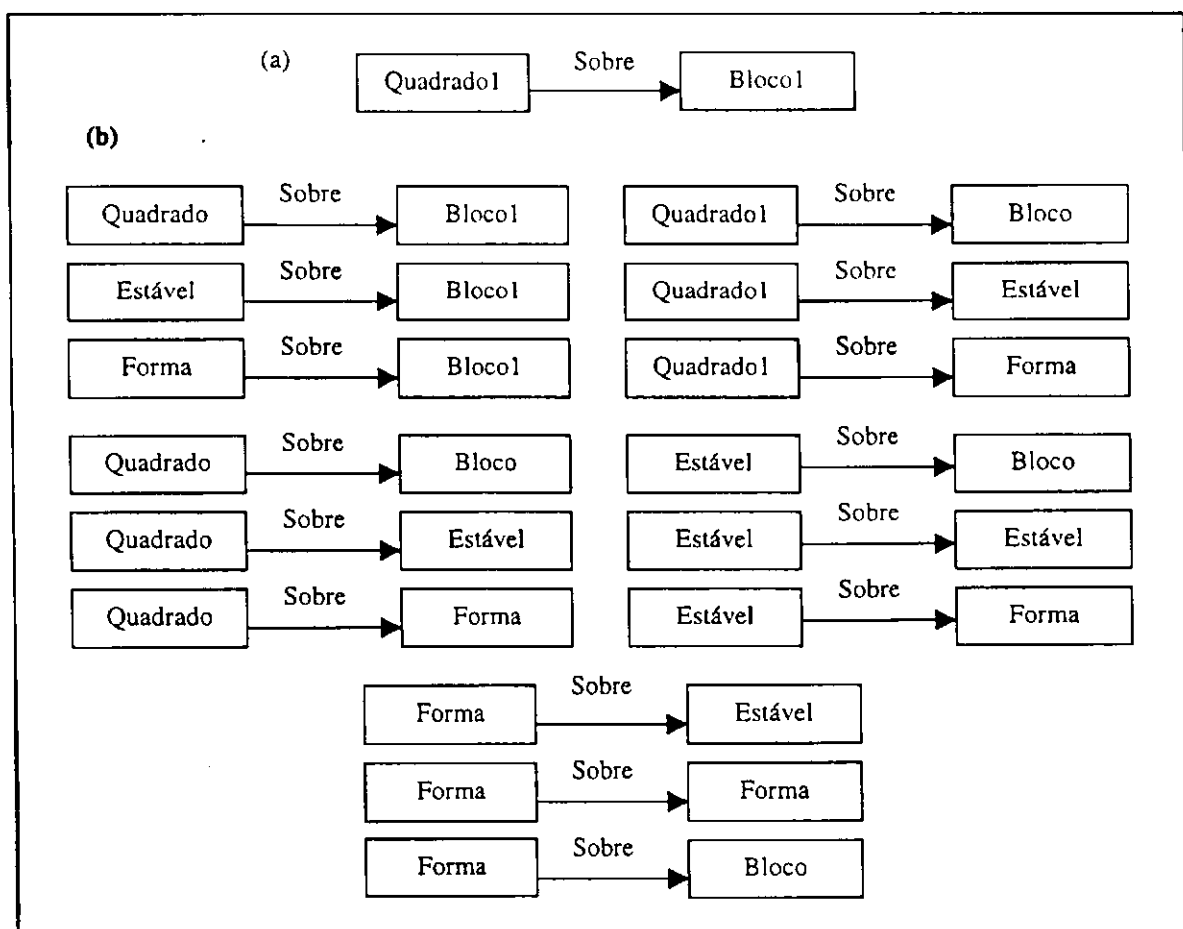 (a) Quadrado1 Sobre Bloco1
(b)
Quadrado Sobre Bloco1 Quadrado1 Sobre Bloco
Estável Sobre Bloco1 Quadrado1 Sobre Estável
Forma Sobre Bloco1 Quadrado1 Sobre Forma
Quadrado Sobre Bloco Estável Sobre Bloco
Quadrado Sobre Estável Estável Sobre Estável
Quadrado Sobre Forma Estável Sobre Forma
Forma Sobre Estável
Forma Sobre Forma
Forma Sobre Bloco